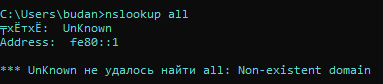 C:\Users\budan>nslookup all
╤хЁтхЁ:  UnKnown
Address:  fe80::1

*** UnKnown не удалось найти all: Non-existent domain